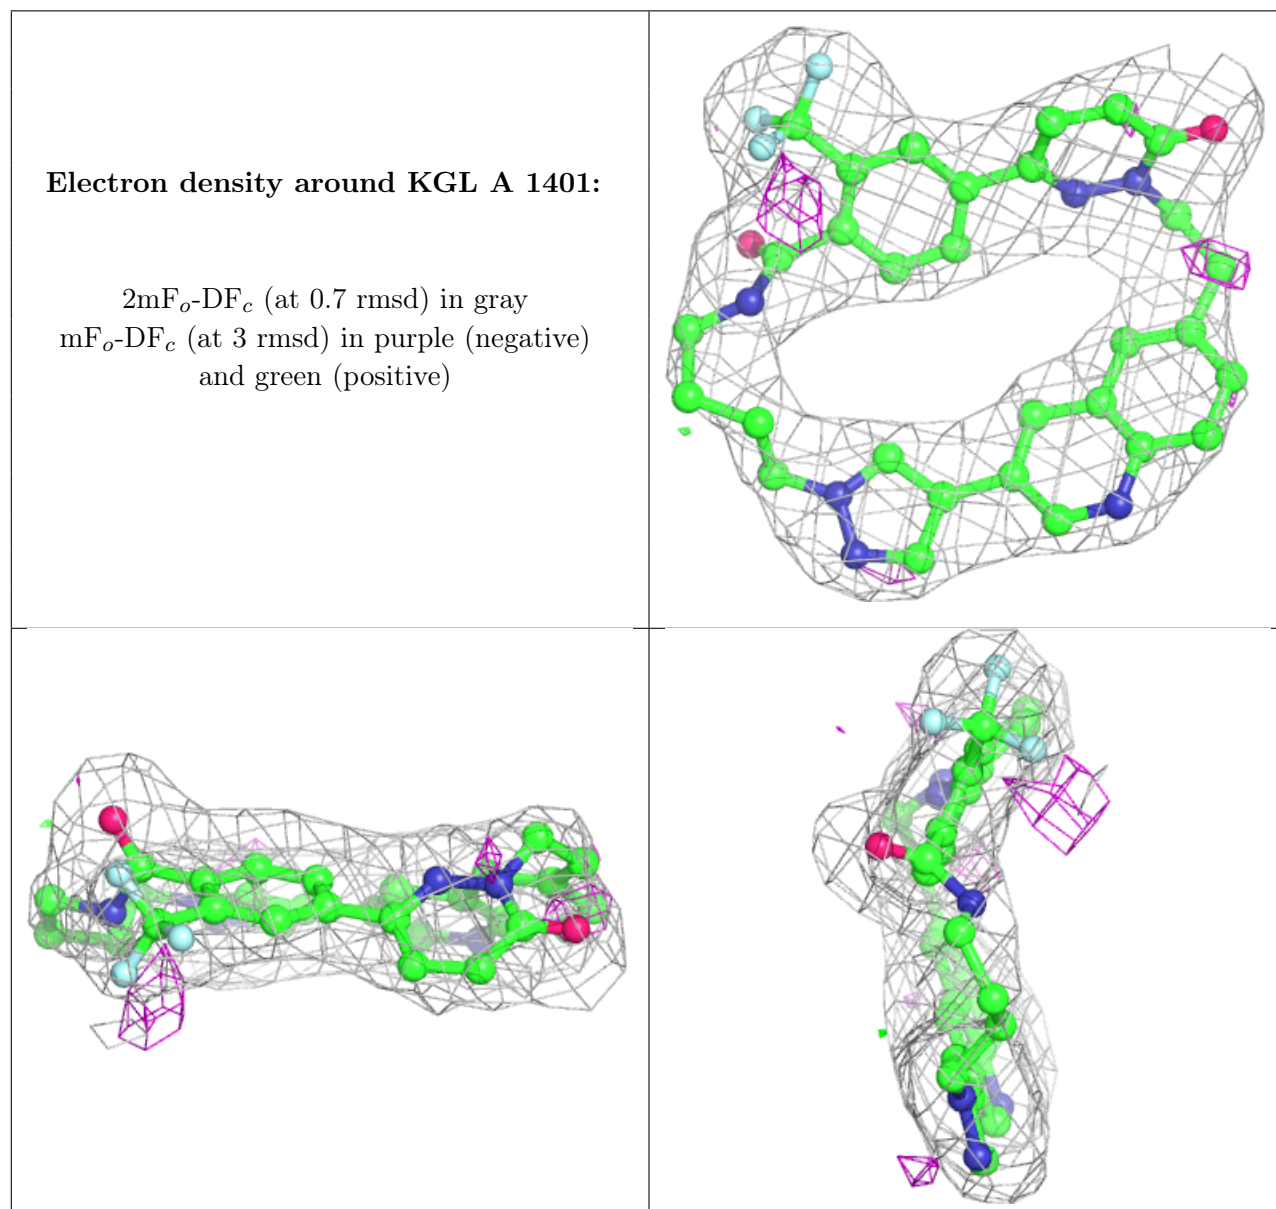 Electron density around KGL A 1401:
2mFo-DFc (at 0.7 rmsd) in gray
mFo-DFc (at 3 rmsd) in purple (negative)
and green (positive)